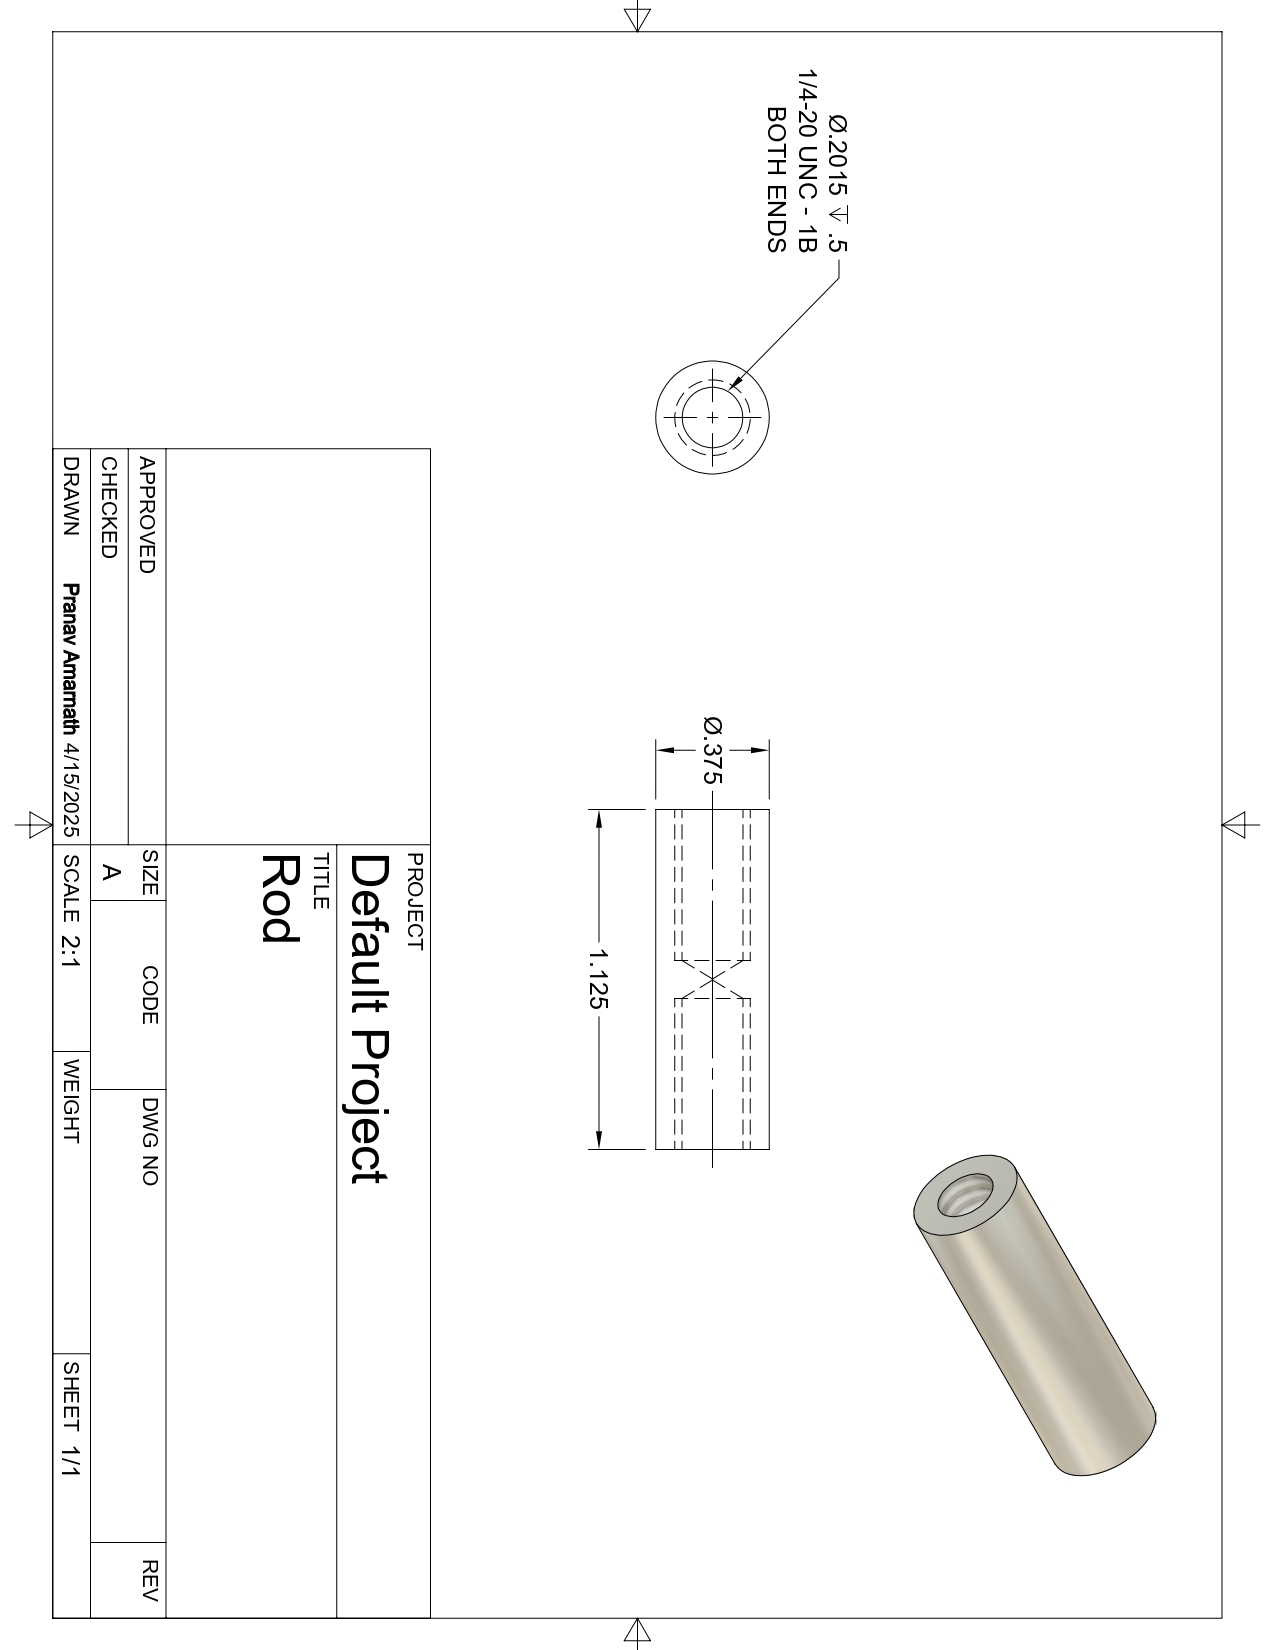 Ø.2015 ↧ .5
1/4-20 UNC - 1B
BOTH ENDS
Ø.375
1.125
PROJECT
Default Project
TITLE
Rod
APPROVED
CHECKED
DRAWN Pranav Amarnath 4/15/2025
SIZE
A
CODE
DWG NO
REV
SCALE 2:1
WEIGHT
SHEET 1/1